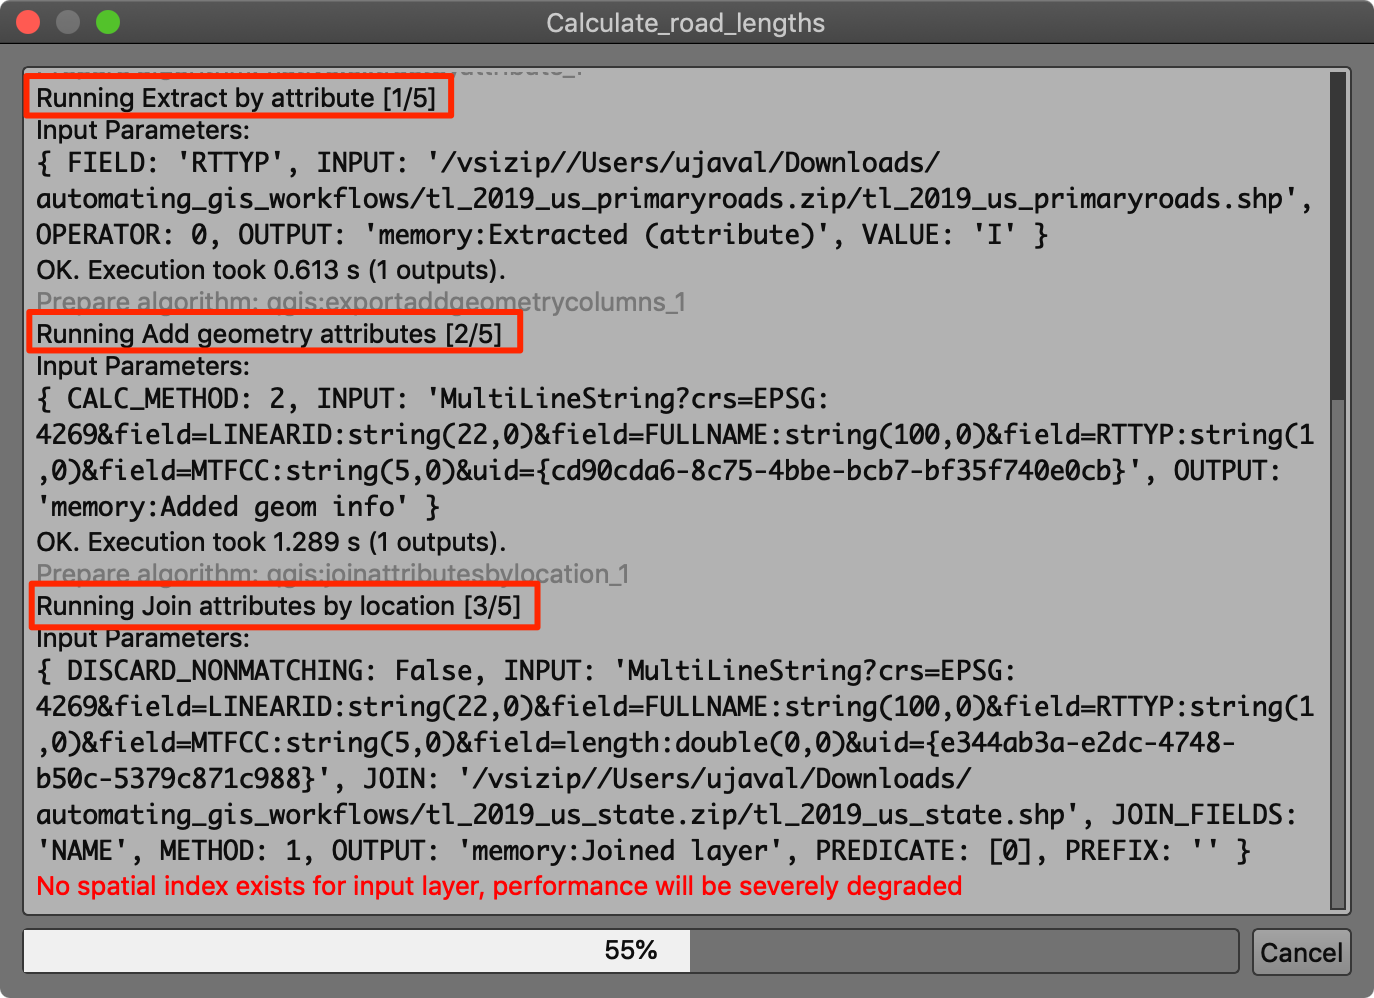 Calculate_road_lengths
Running Extract by attribute [1/5]
Input Parameters:
{ FIELD: 'RTTYP', INPUT: '/vsizip//Users/ujaval/Downloads/
automating_gis_workflows/tl_2019_us_primaryroads.zip/tl_2019_us_primaryroads.shp',
OPERATOR: 0, OUTPUT: 'memory:Extracted (attribute)', VALUE: 'I' }
OK. Execution took 0.613 s (1 outputs).
Prepare algorithm: qgis:exportaddgeometrycolumns_1
Running Add geometry attributes [2/5]
Input Parameters:
{ CALC_METHOD: 2, INPUT: 'MultiLineString?crs=EPSG:
4269&field=LINEARID:string(22,0)&field=FULLNAME:string(100,0)&field=RTTYP:string(1
,0)&field=MTFCC:string(5,0)&uid={cd90cda6-8c75-4bbe-bcb7-bf35f740e0cb}', OUTPUT:
'memory:Added geom info' }
OK. Execution took 1.289 s (1 outputs).
Prepare algorithm: qgis:joinattributesbylocation_1
Running Join attributes by location [3/5]
Input Parameters:
{ DISCARD_NONMATCHING: False, INPUT: 'MultiLineString?crs=EPSG:
4269&field=LINEARID:string(22,0)&field=FULLNAME:string(100,0)&field=RTTYP:string(1
,0)&field=MTFCC:string(5,0)&field=length:double(0,0)&uid={e344ab3a-e2dc-4748-
b50c-5379c871c988}', JOIN: '/vsizip//Users/ujaval/Downloads/
automating_gis_workflows/tl_2019_us_state.zip/tl_2019_us_state.shp', JOIN_FIELDS:
'NAME', METHOD: 1, OUTPUT: 'memory:Joined layer', PREDICATE: [0], PREFIX: '' }
No spatial index exists for input layer, performance will be severely degraded
55%
Cancel